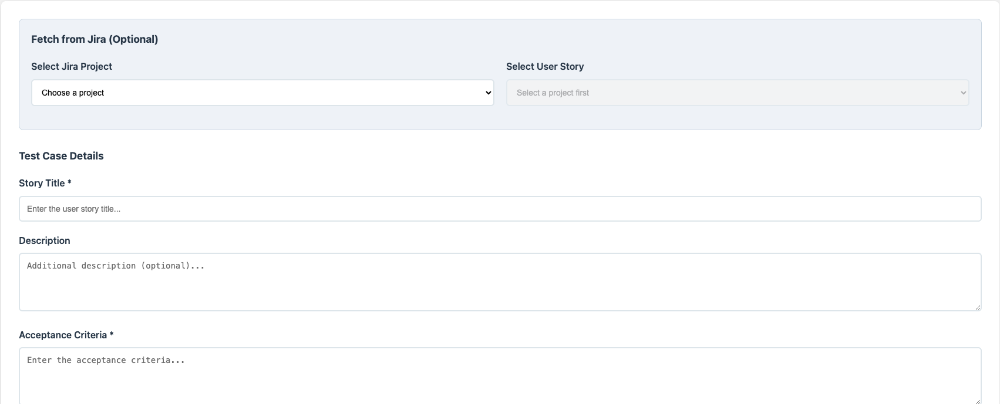 Fetch from Jira (Optional)
Select Jira Project
Select User Story
Choose a project
Select a project first
Test Case Details
Story Title *
Enter the user story title...
Description
Additional description (optional)...
Acceptance Criteria *
Enter the acceptance criteria...